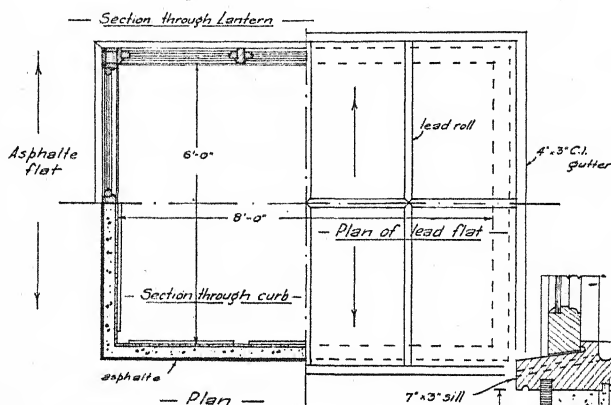 Section through Lantern
Asphalte
flat
6'-0"
lead roll
4" x 3" C.I.
gutter
8'-0"
Plan of lead flat
Section through curb
asphalte
Plan
7" x 3" sill